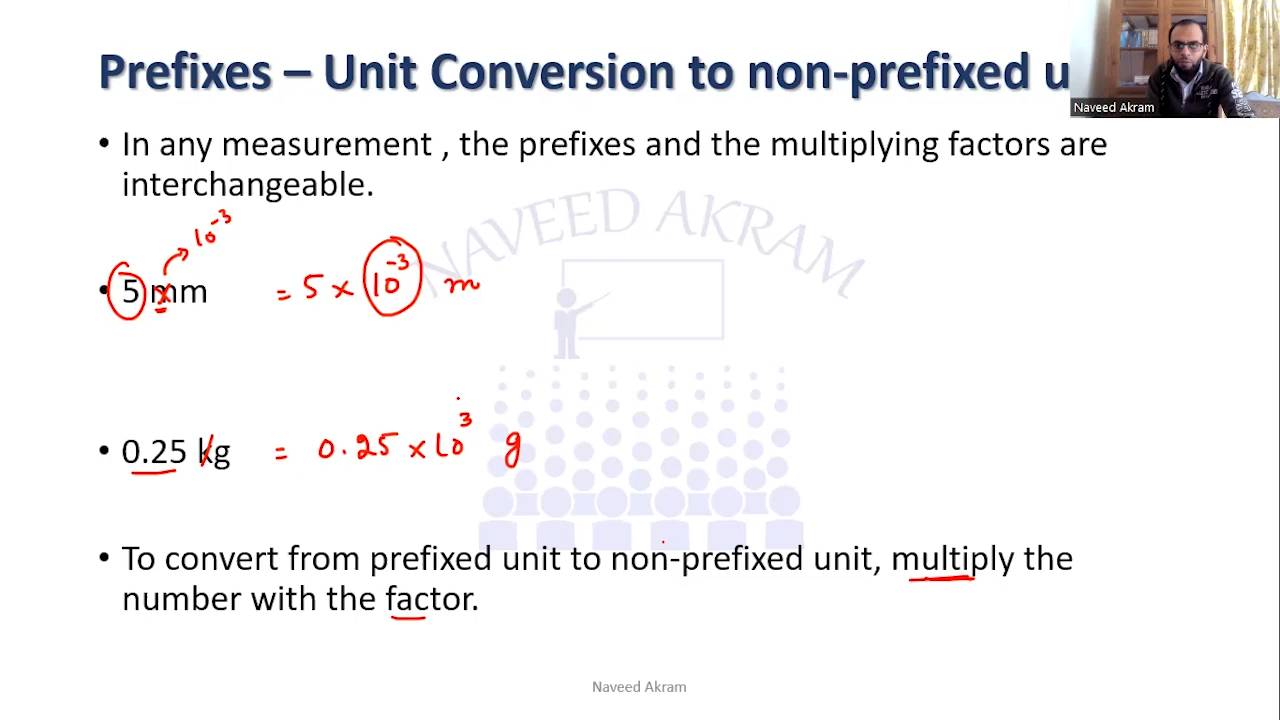 Prefixes – Unit Conversion to non-prefixed u
Naveed Akram
• In any measurement , the prefixes and the multiplying factors are
interchangeable.
NAVEED AKRAM
10⁻³
• 5 mm = 5 × 10⁻³ m
• 0.25 kg = 0.25 × 10³ g
• To convert from prefixed unit to non-prefixed unit, multiply the
number with the factor.
Naveed Akram